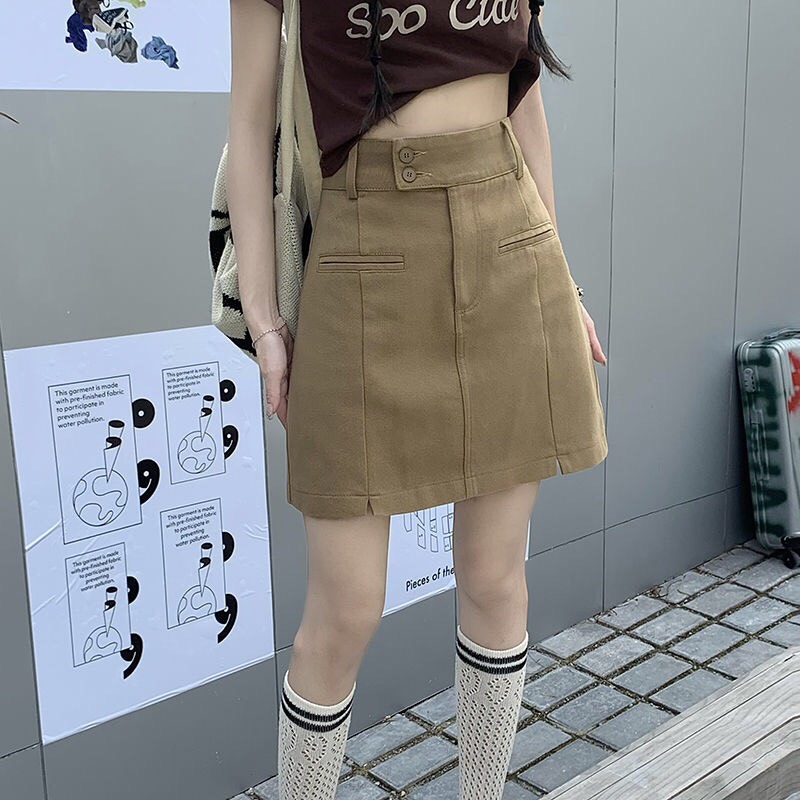 Soo Cute
This garment is made
with pre-finished fabric
to participate in
preventing
water pollution.
This garment is made
with pre-finished fabric
to participate in
preventing
water pollution.
This garment is made
with pre-finished fabric
to participate in
preventing
water pollution.
This garment is made
with pre-finished fabric
to participate in
preventing
water pollution.
Pieces of the